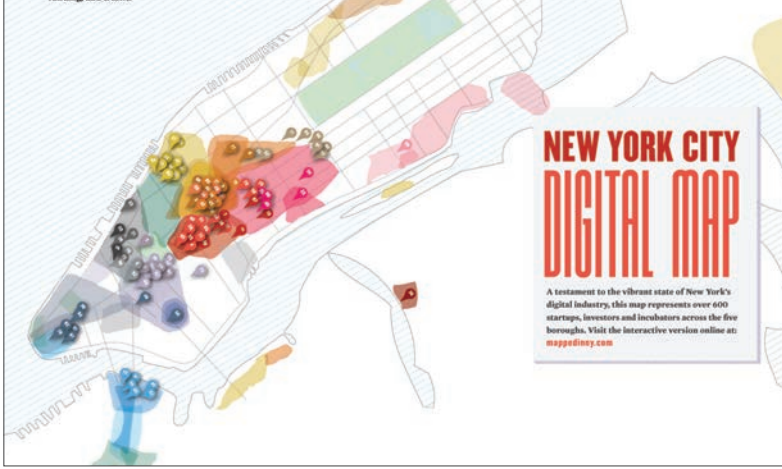 NEW YORK CITY
DIGITAL MAP
A testament to the vibrant state of New York's
digital industry, this map represents over 600
startups, investors and incubators across the five
boroughs. Visit the interactive version online at:
mappedinny.com